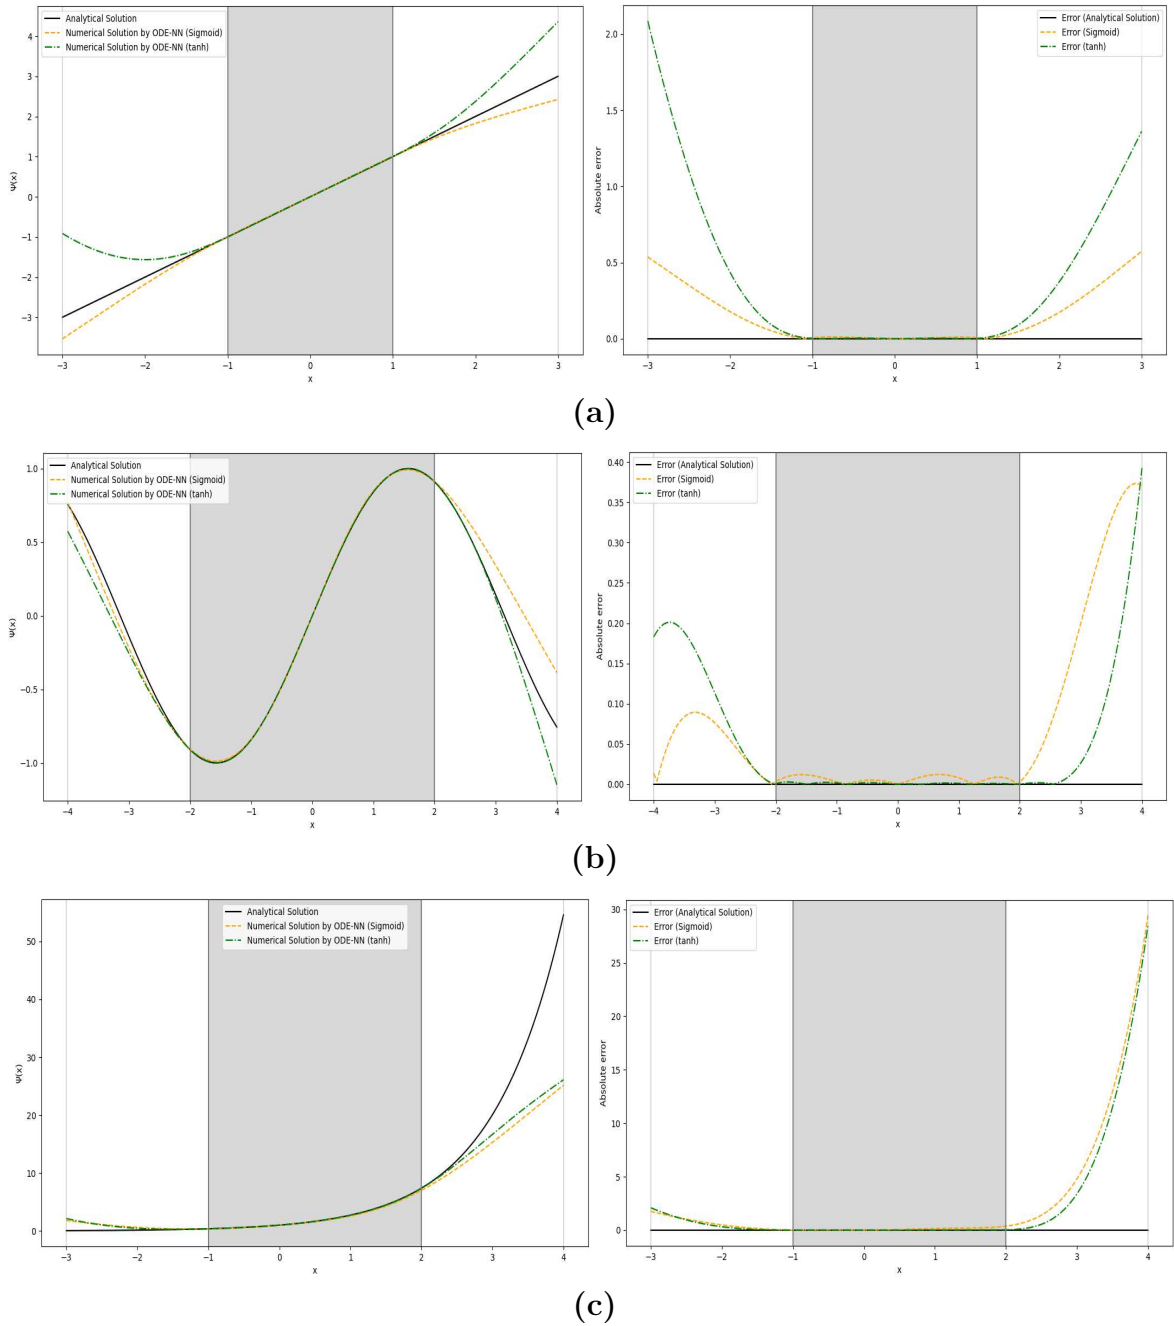 Analytical Solution
Numerical Solution by ODE-NN (Sigmoid)
Numerical Solution by ODE-NN (tanh)
4
3
2
1
0
−1
−2
−3
Ψ(x)
−3 −2 −1 0 1 2 3
x
Error (Analytical Solution)
Error (Sigmoid)
Error (tanh)
2.0
1.5
1.0
0.5
0.0
Absolute error
−3 −2 −1 0 1 2 3
x
(a)
Analytical Solution
Numerical Solution by ODE-NN (Sigmoid)
Numerical Solution by ODE-NN (tanh)
1.0
0.5
0.0
−0.5
−1.0
Ψ(x)
−4 −3 −2 −1 0 1 2 3 4
x
Error (Analytical Solution)
Error (Sigmoid)
Error (tanh)
0.40
0.35
0.30
0.25
0.20
0.15
0.10
0.05
0.00
Absolute error
−4 −3 −2 −1 0 1 2 3 4
x
(b)
Analytical Solution
Numerical Solution by ODE-NN (Sigmoid)
Numerical Solution by ODE-NN (tanh)
50
40
30
20
10
0
Ψ(x)
−3 −2 −1 0 1 2 3 4
x
Error (Analytical Solution)
Error (Sigmoid)
Error (tanh)
30
25
20
15
10
5
0
Absolute error
−3 −2 −1 0 1 2 3 4
x
(c)